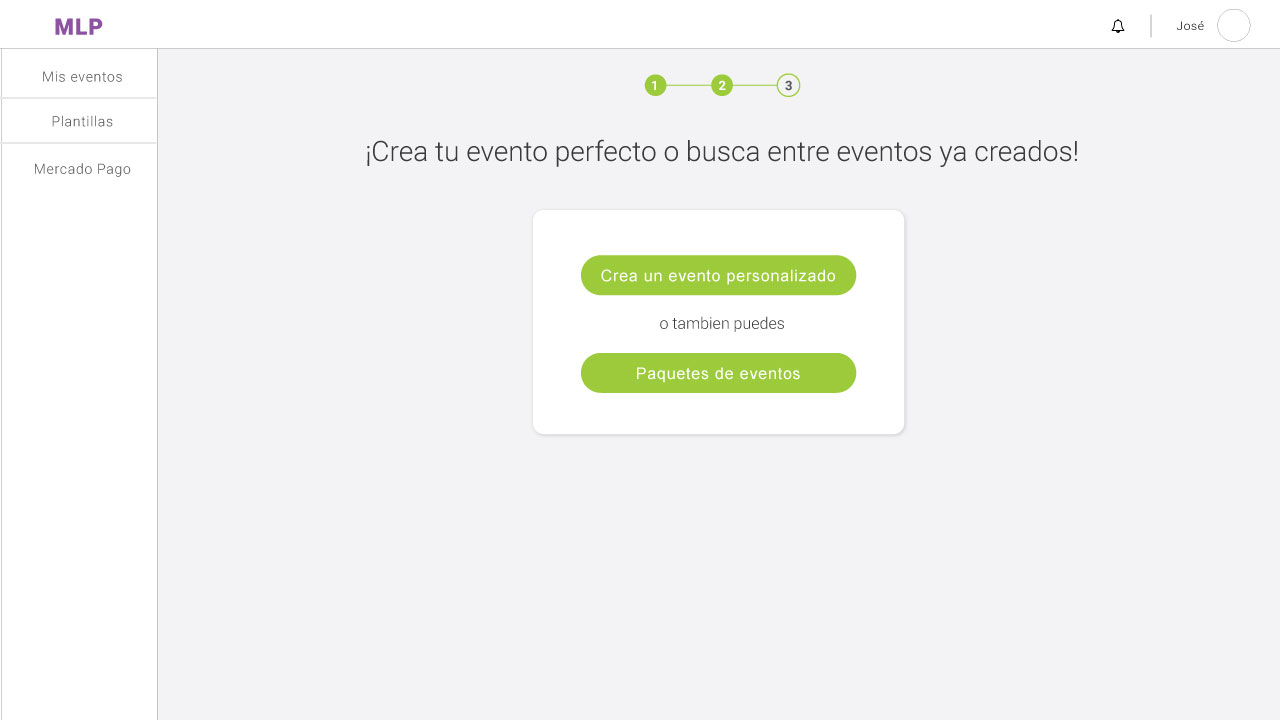 MLP
José
Mis eventos
Plantillas
Mercado Pago
1
2
3
¡Crea tu evento perfecto o busca entre eventos ya creados!
Crea un evento personalizado
o tambien puedes
Paquetes de eventos